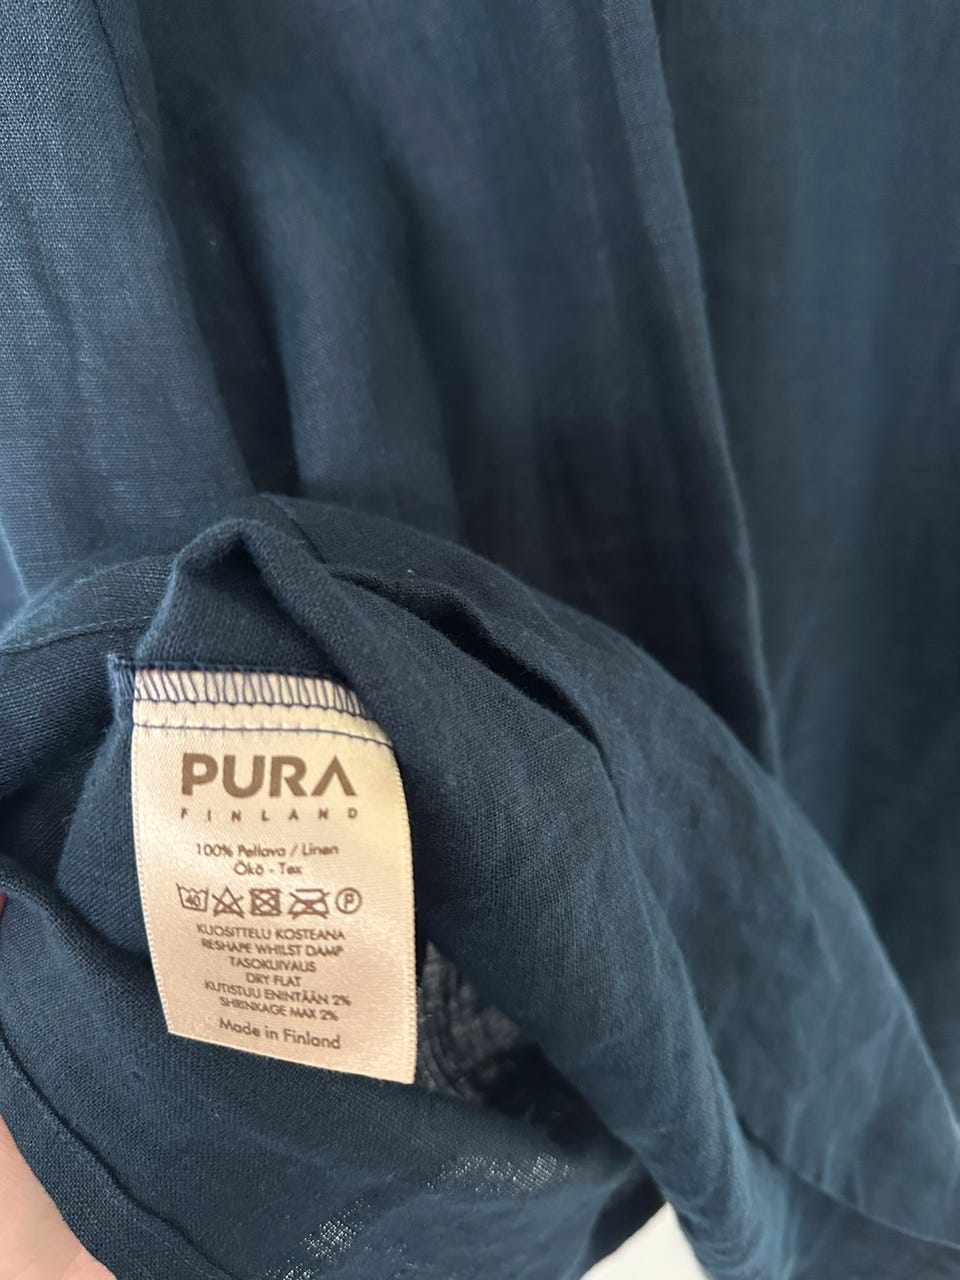 PURA
FINLAND
100% Pellava / Linen
Ökö - Tex
40 P
KUOSITTELU KOSTEANA
RESHAPE WHILST DAMP
TASOKUIVAUS
DRY FLAT
KUTISTUU ENINTÄÄN 2%
SHRINKAGE MAX 2%
Made in Finland